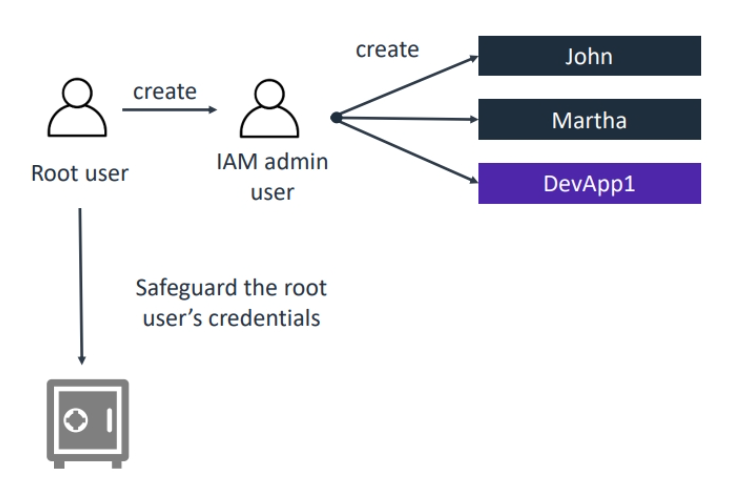 create
John
create
Martha
Root user
IAM admin
user
DevApp1
Safeguard the root
user's credentials